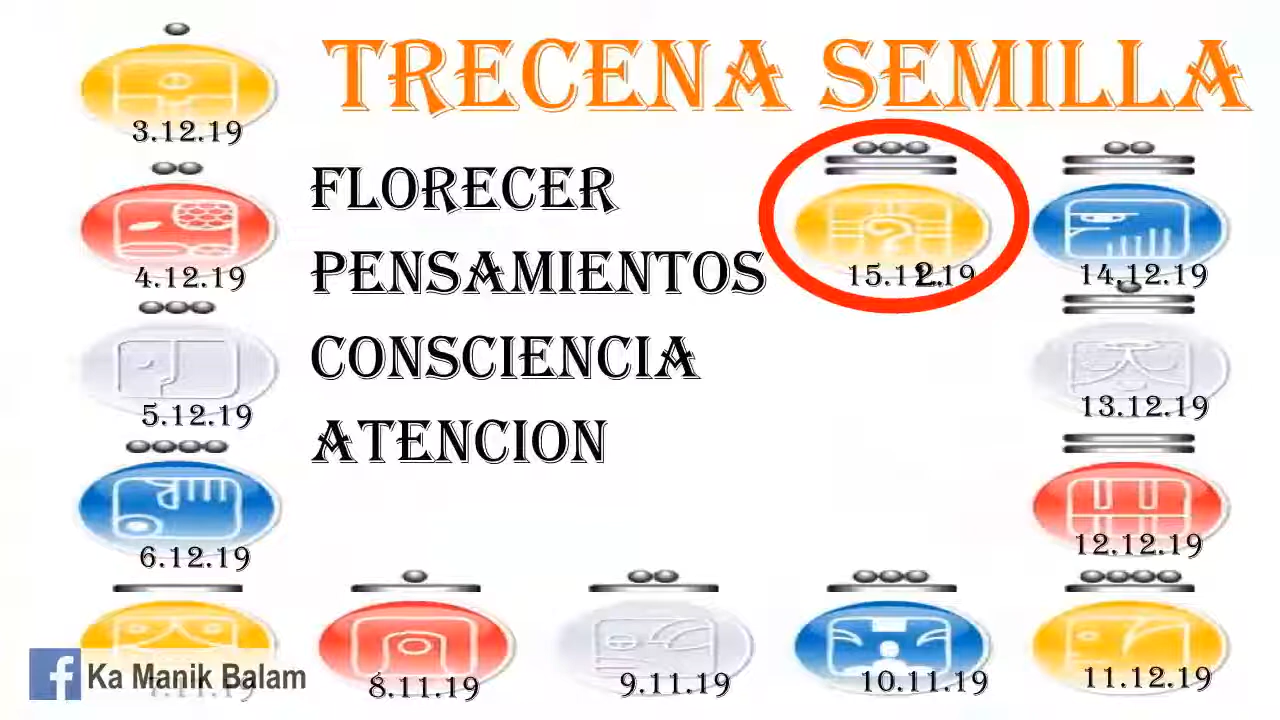 TRECENA SEMILLA
3.12.19
FLORECER
4.12.19
PENSAMIENTOS
15.12.19
14.12.19
CONSCIENCIA
5.12.19
13.12.19
ATENCION
6.12.19
12.12.19
f Ka Manik Balam
8.11.19
9.11.19
10.11.19
11.12.19